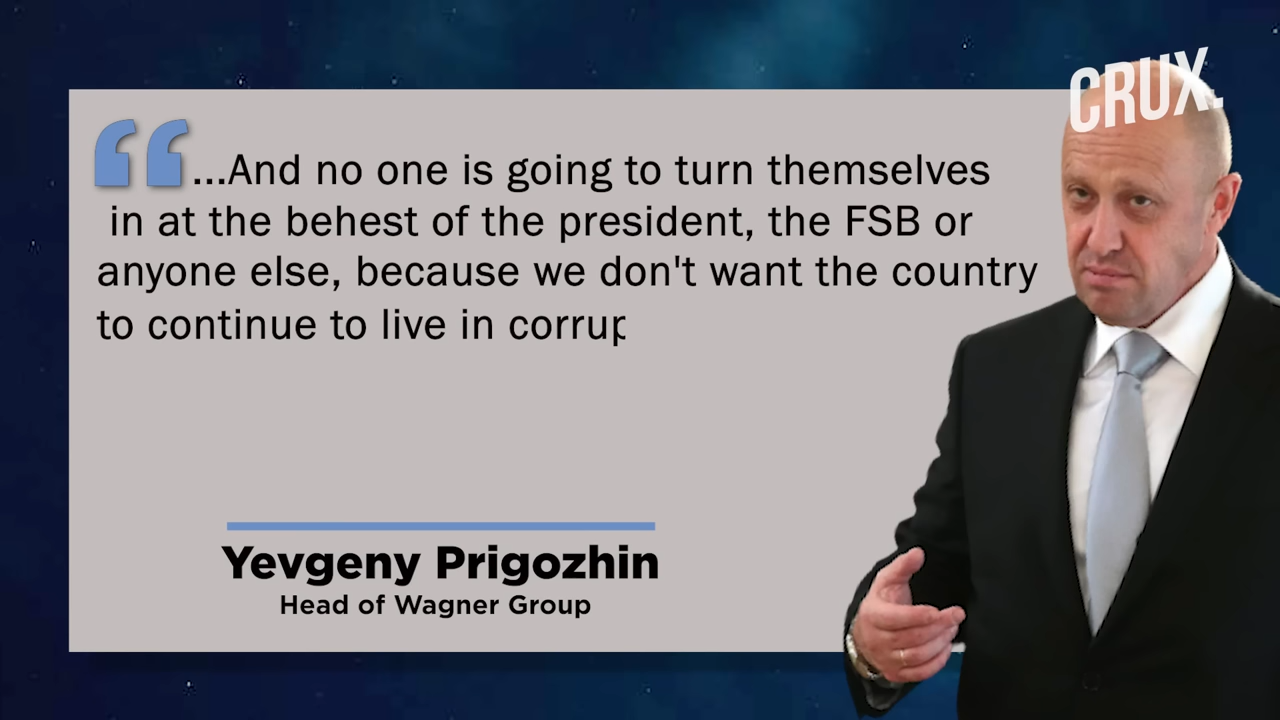 CRUX.
“...And no one is going to turn themselves
in at the behest of the president, the FSB or
anyone else, because we don't want the country
to continue to live in corrup
Yevgeny Prigozhin
Head of Wagner Group